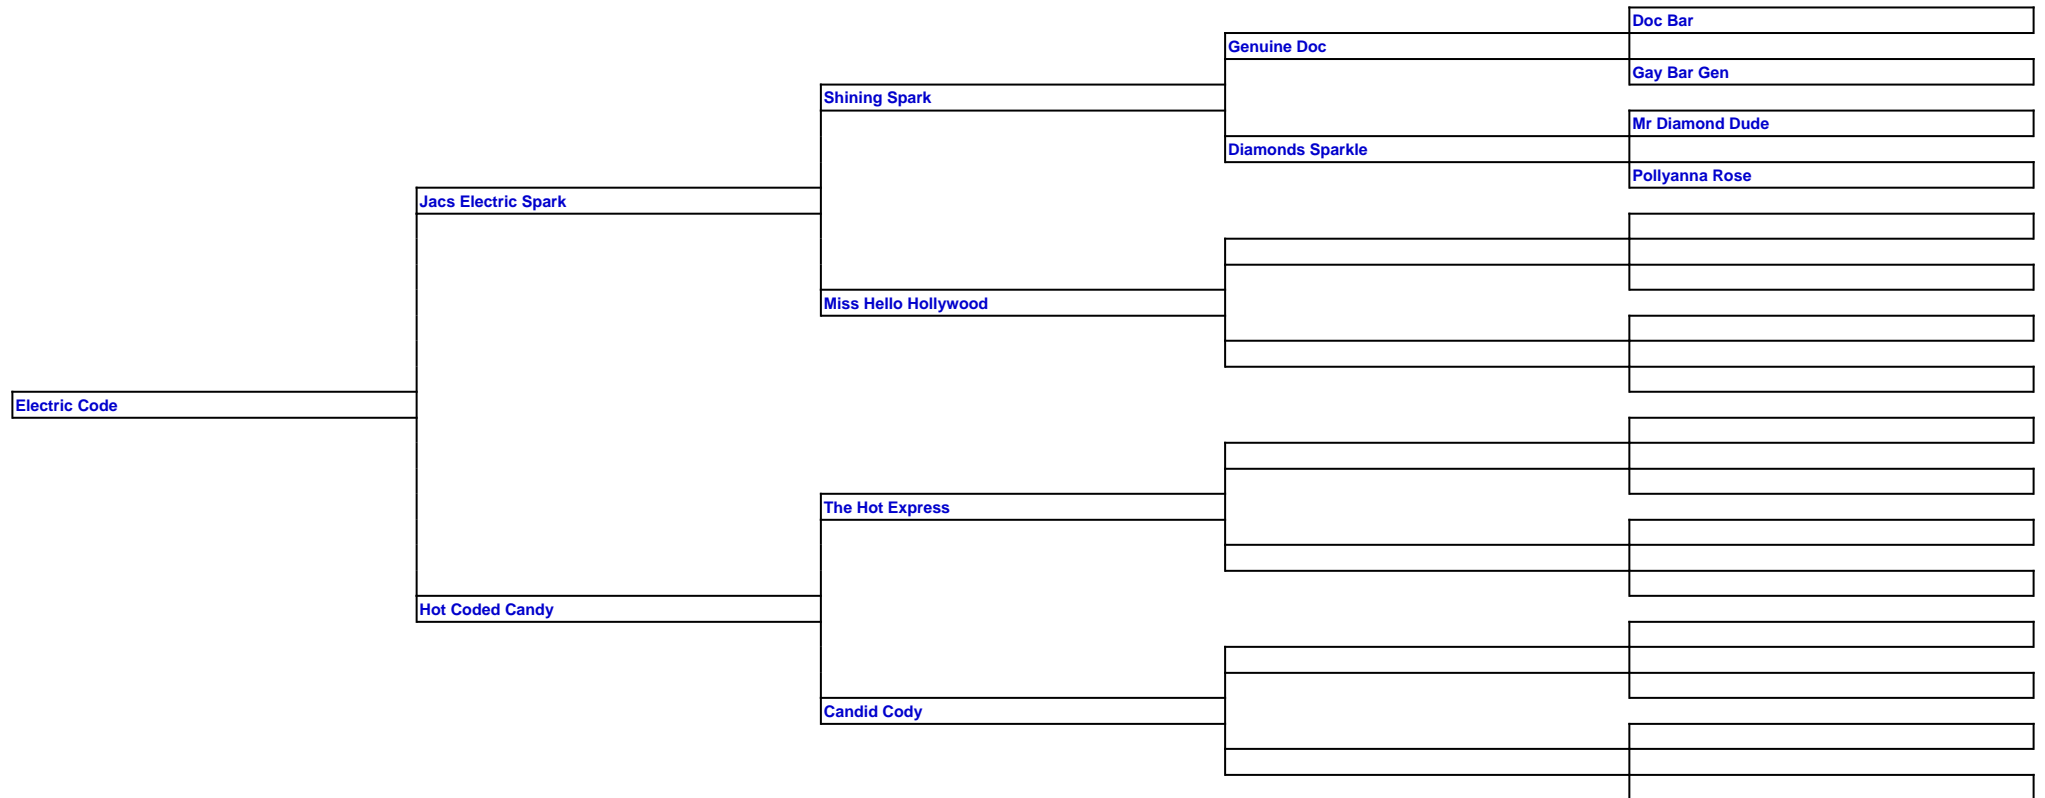 Doc Bar
Genuine Doc
Gay Bar Gen
Shining Spark
Mr Diamond Dude
Diamonds Sparkle
Pollyanna Rose
Jacs Electric Spark
Miss Hello Hollywood
Electric Code
The Hot Express
Hot Coded Candy
Candid Cody